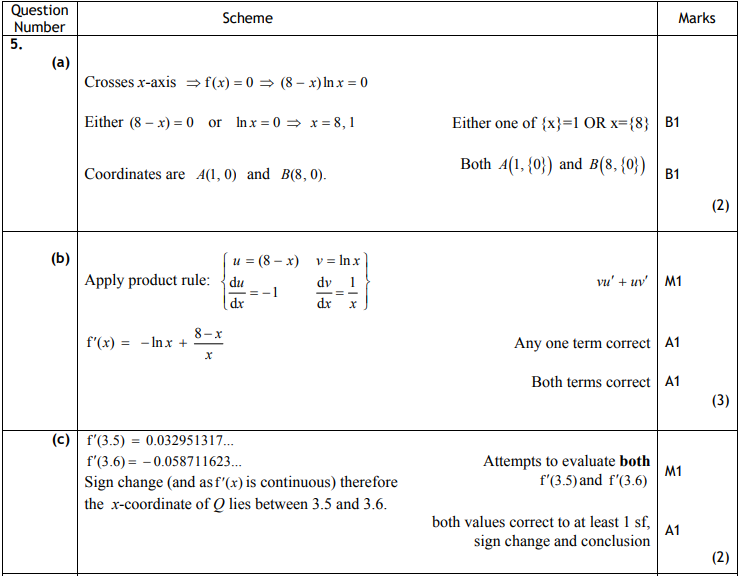 Question Number Scheme Marks
5.
(a)
Crosses x-axis ⇒ f(x) = 0 ⇒ (8 – x)ln x = 0
Either (8 – x) = 0 or ln x = 0 ⇒ x = 8, 1 Either one of {x}=1 OR x={8} B1
Coordinates are A(1, 0) and B(8, 0). Both A(1, {0}) and B(8, {0}) B1
(2)
(b) Apply product rule: { u = (8 – x) v = ln x
du/dx = –1 dv/dx = 1/x } vu′ + uv′ M1
f′(x) = –ln x + (8 – x)/x Any one term correct A1
Both terms correct A1
(3)
(c) f′(3.5) = 0.032951317...
f′(3.6) = – 0.058711623... Attempts to evaluate both
Sign change (and as f′(x) is continuous) therefore f′(3.5) and f′(3.6) M1
the x-coordinate of Q lies between 3.5 and 3.6.
both values correct to at least 1 sf,
sign change and conclusion A1
(2)